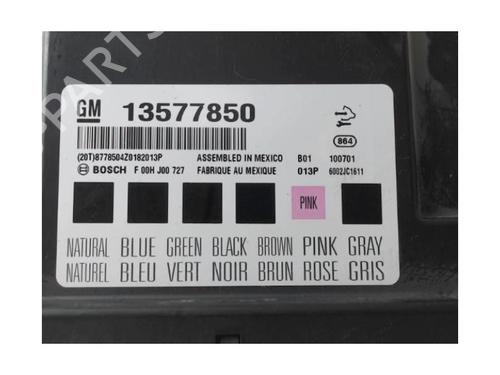 GM 13577850
864
(20T)8778504Z0182013P ASSEMBLED IN MEXICO B01 100701
BOSCH F 00H J00 727 FABRIQUE AU MEXIQUE 013P 6002JC1611
PINK
NATURAL BLUE GREEN BLACK BROWN PINK GRAY
NATUREL BLEU VERT NOIR BRUN ROSE GRIS